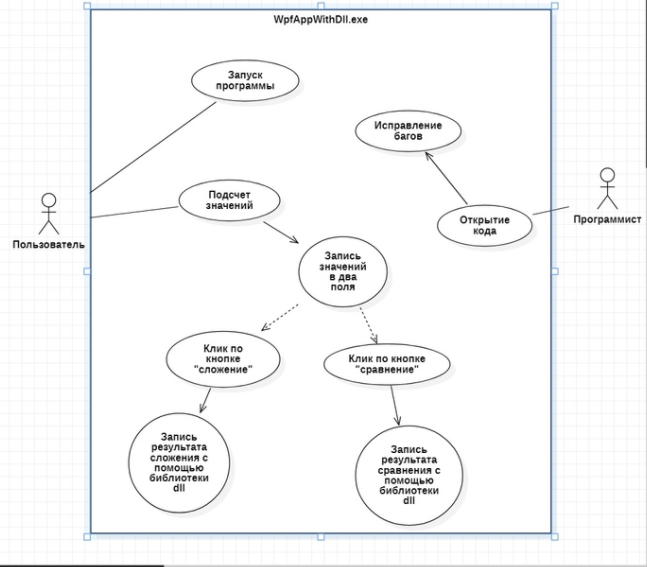 WpfAppWithDll.exe
Запуск
программы
Исправление
багов
Подсчет
значений
Открытие
кода
Пользователь
Программист
Запись
значений
в два
поля
Клик по
кнопке
"сложение"
Клик по кнопке
"сравнение"
Запись
результата
сложения с
помощью
библиотеки
dll
Запись
результата
сравнения с
помощью
библиотеки
dll